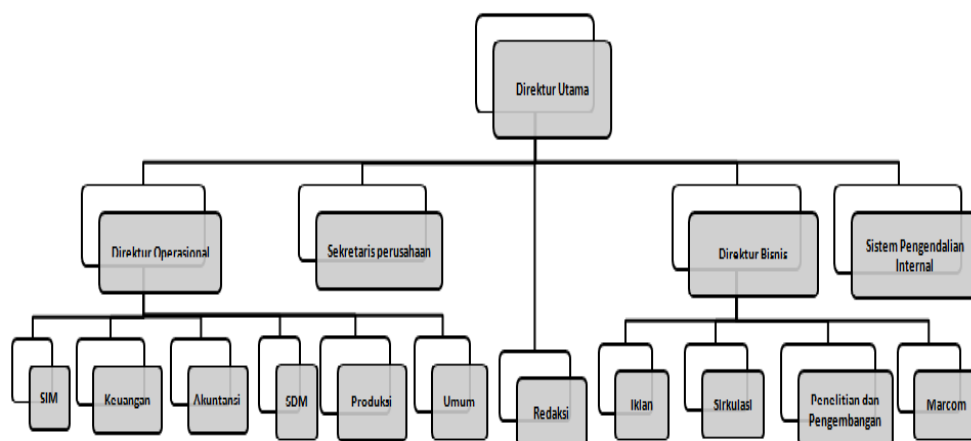 Direktur Utama
Direktur Operasional
Sekretaris perusahaan
Direktur Bisnis
Sistem Pengendalian
Internal
SIM
Keuangan
Akuntansi
SDM
Produksi
Umum
Redaksi
Iklan
Sirkulasi
Penelitian dan
Pengembangan
Marcom